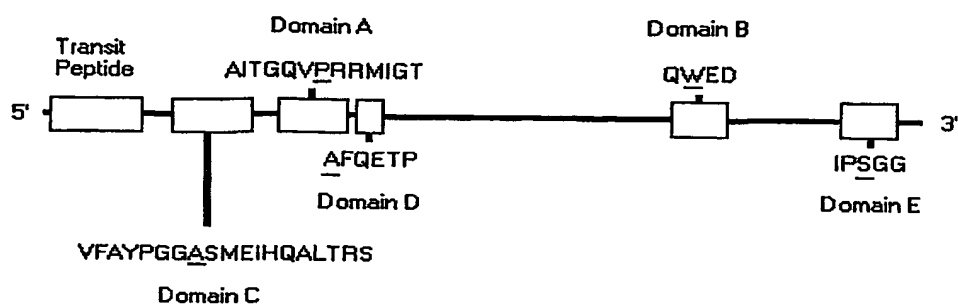 Domain A
Domain B
Transit
Peptide
AITGQVPRRMIGT
QWED
5'
3'
AFQETP
IPSGG
Domain D
Domain E
VFAYPGGASMEIHQALTRS
Domain C